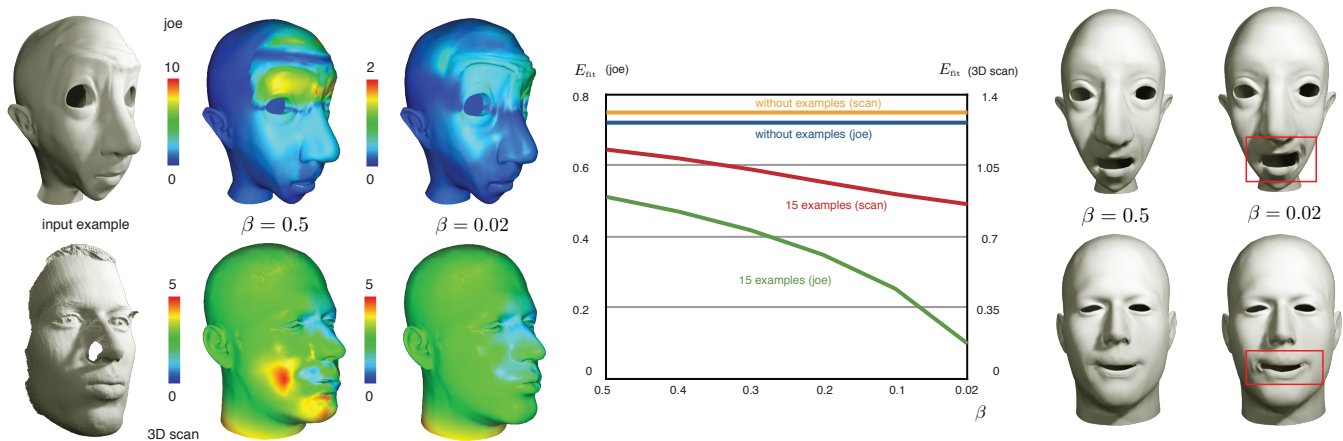 joe
10
0
2
0
input example
β = 0.5
β = 0.02
5
0
5
0
3D scan
E_fit (joe)
E_fit (3D scan)
0.8
0.6
0.4
0.2
0
1.4
1.05
0.7
0.35
0
without examples (scan)
without examples (joe)
15 examples (scan)
15 examples (joe)
0.5
0.4
0.3
0.2
0.1
0.02
β
β = 0.5
β = 0.02